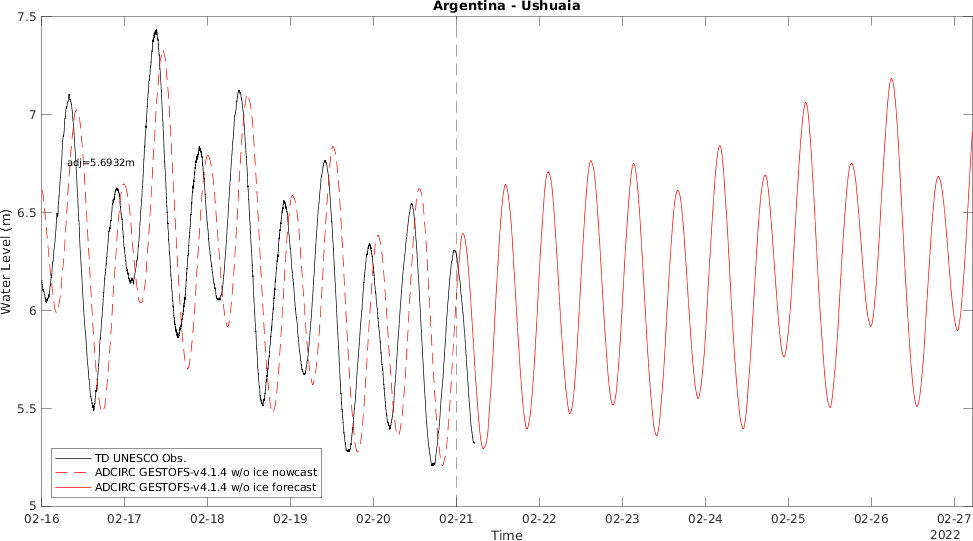 Argentina - Ushuaia
7.5
7
6.5
6
5.5
5
Water Level (m)
adj=5.6932m
TD UNESCO Obs.
ADCIRC GESTOFS-v4.1.4 w/o ice nowcast
ADCIRC GESTOFS-v4.1.4 w/o ice forecast
02-16 02-17 02-18 02-19 02-20 02-21 02-22 02-23 02-24 02-25 02-26 02-27
Time
2022